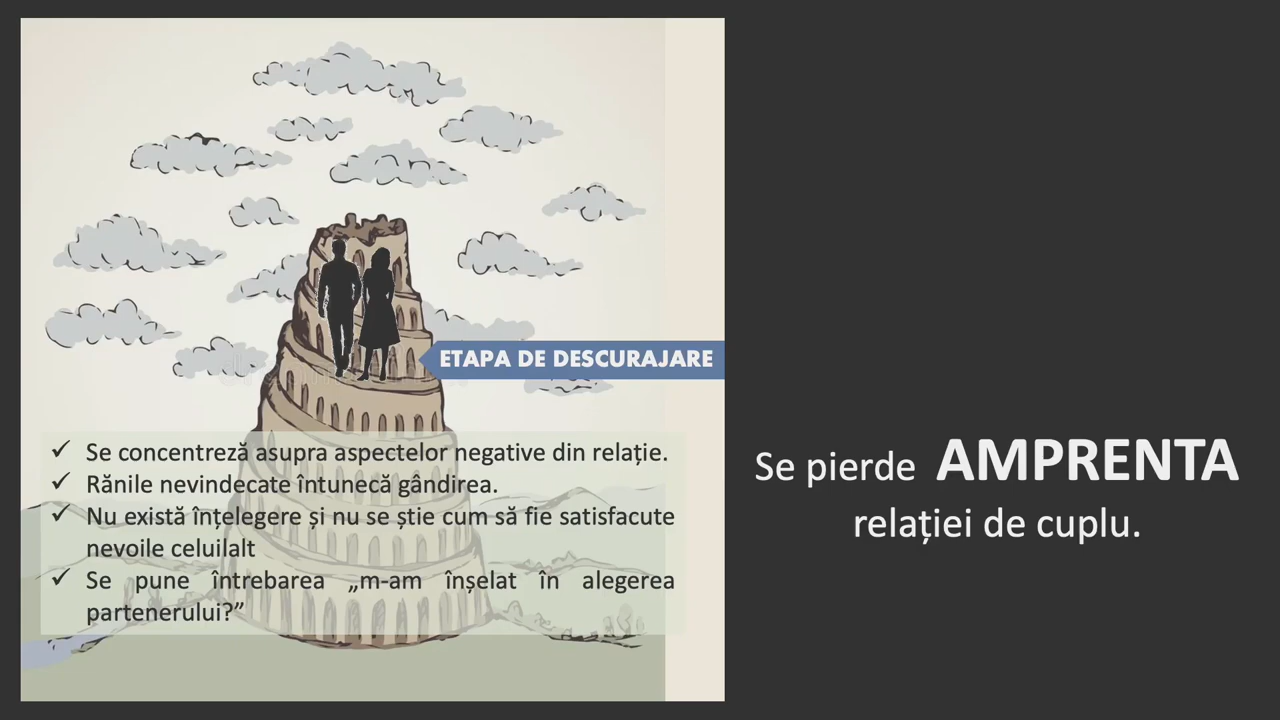 ETAPA DE DESCURAJARE
Se concentreză asupra aspectelor negative din relație.
Rănile nevindecate întunecă gândirea.
Nu există înțelegere și nu se știe cum să fie satisfacute
nevoile celuilalt
Se pune întrebarea „m-am înșelat în alegerea
partenerului?”
Se pierde AMPRENTA
relației de cuplu.